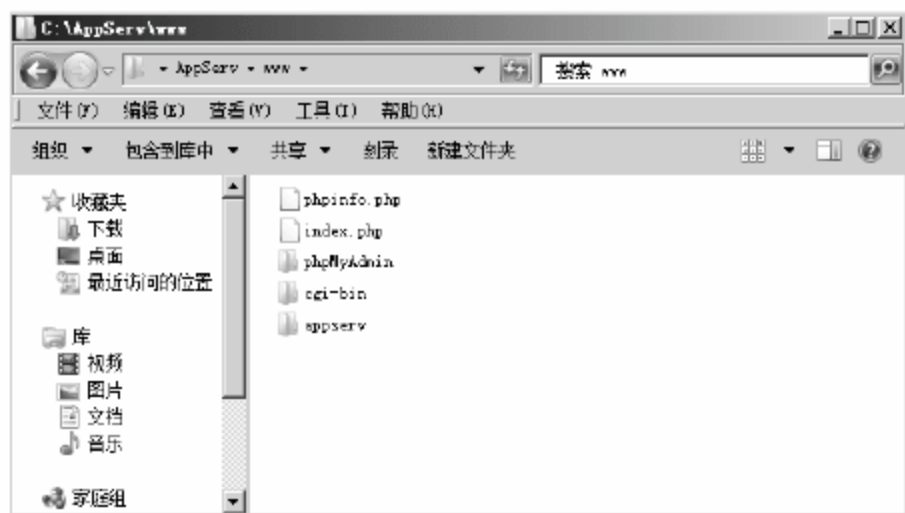 C:\AppServ\www
AppServ www 搜索 www
文件(F) 编辑(E) 查看(V) 工具(T) 帮助(H)
组织 包含到库中 共享 刻录 新建文件夹
收藏夹
下载
桌面
最近访问的位置
库
视频
图片
文档
音乐
家庭组
phpinfo.php
index.php
phpMyAdmin
cgi-bin
appserv